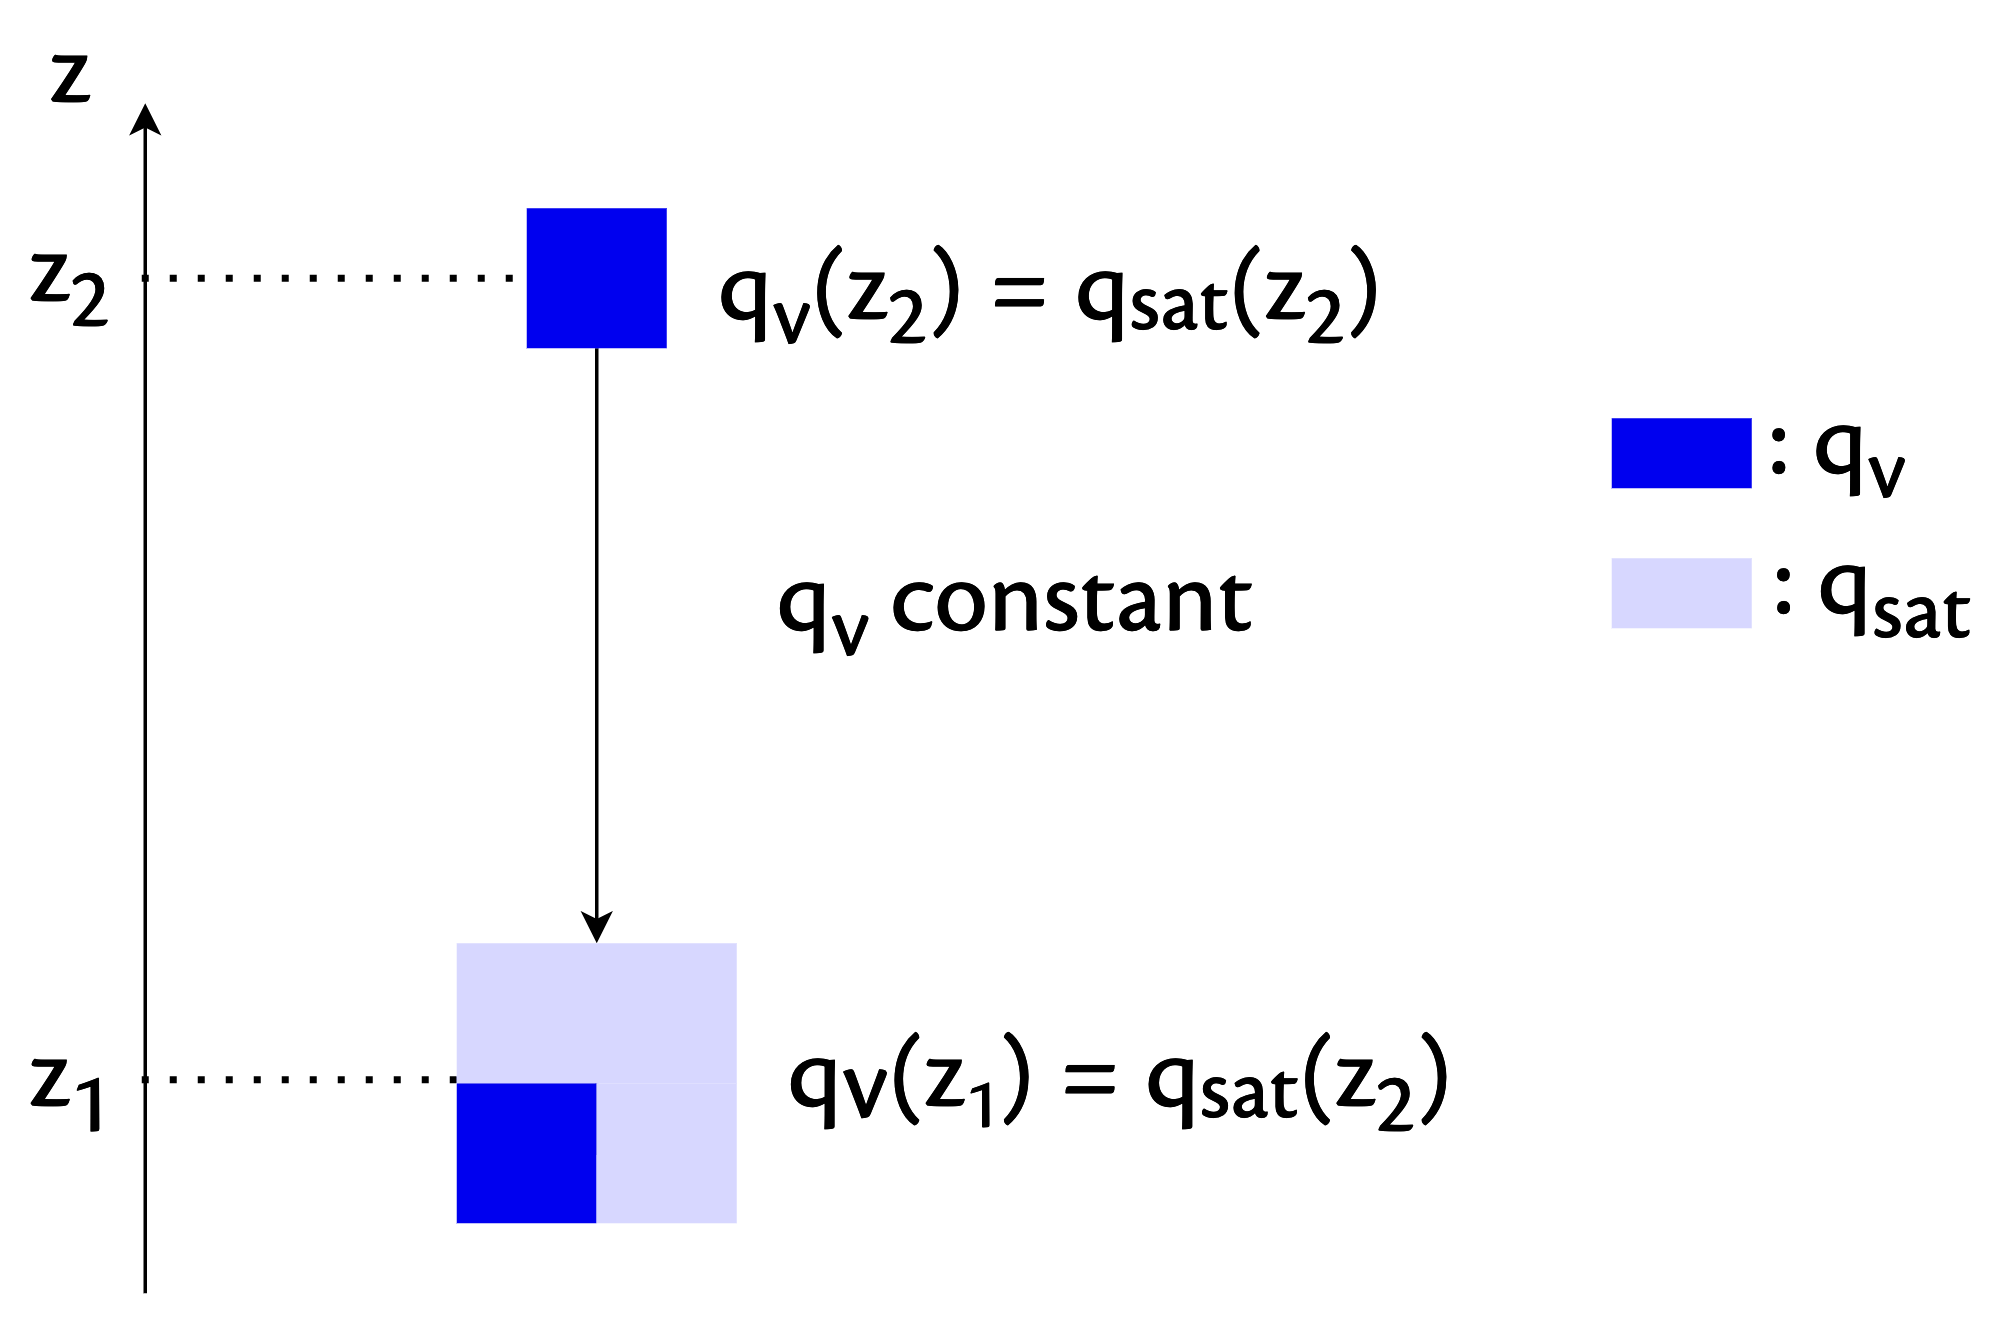 z
z₂
qᵥ(z₂) = qsat(z₂)
: qᵥ
: qsat
qᵥ constant
z₁
qv(z₁) = qsat(z₂)